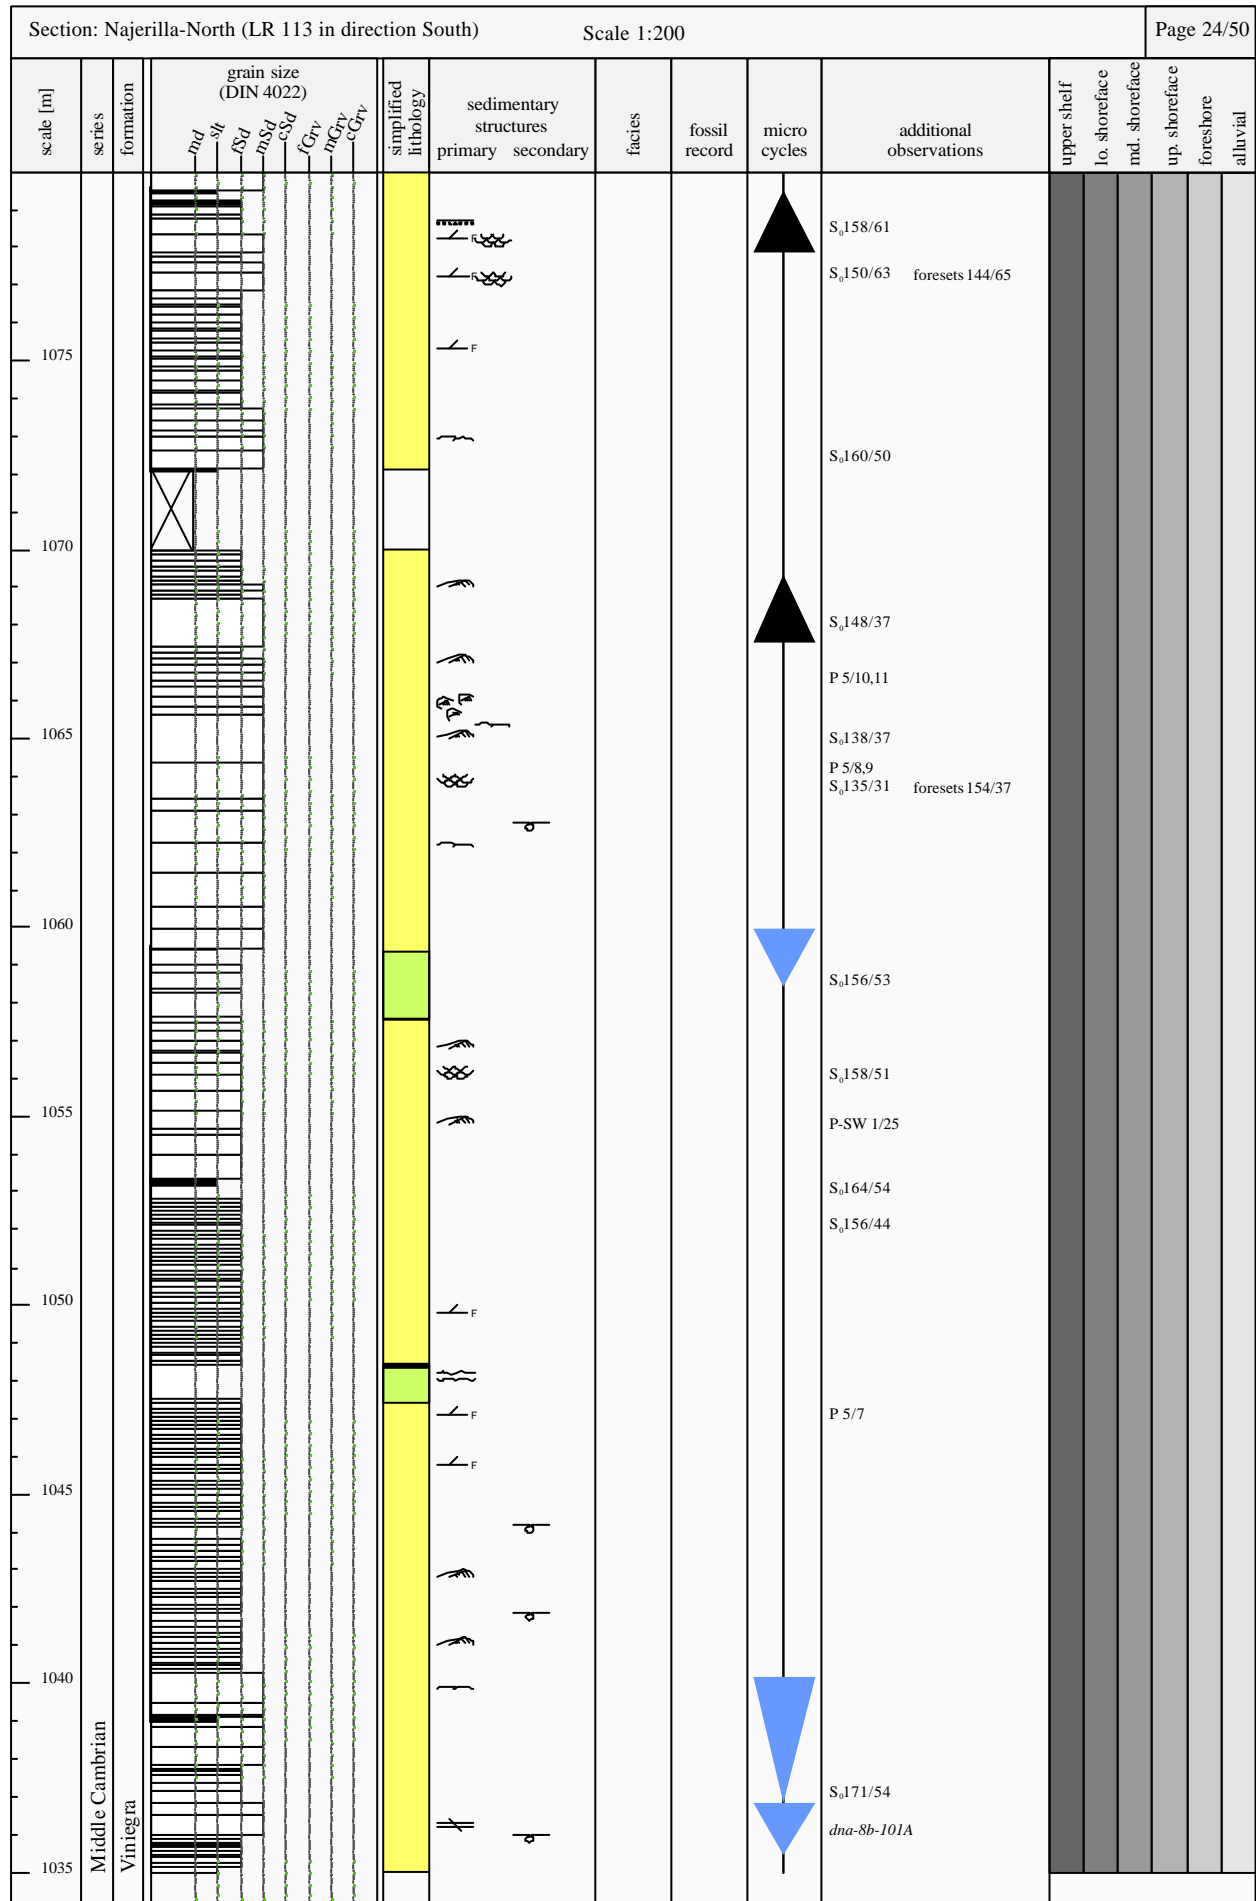 Section: Najerilla-North (LR 113 in direction South)
Scale 1:200
Page 24/50
scale [m]
series
formation
grain size
(DIN 4022)
md
slt
fSd
mSd
cSd
fGrv
mGrv
cGrv
simplified
lithology
sedimentary
structures
primary secondary
facies
fossil
record
micro
cycles
additional
observations
upper shelf
lo. shoreface
md. shoreface
up. shoreface
foreshore
alluvial
S₀158/61
F
S₀150/63 foresets 144/65
F
1075
F
S₀160/50
1070
S₀148/37
P 5/10,11
1065
S₀138/37
P 5/8,9
S₀135/31 foresets 154/37
1060
S₀156/53
S₀158/51
1055
P-SW 1/25
S₀164/54
S₀156/44
1050
F
P 5/7
F
F
1045
1040
S₀171/54
dna-8b-101A
1035
Middle Cambrian
Viniegra